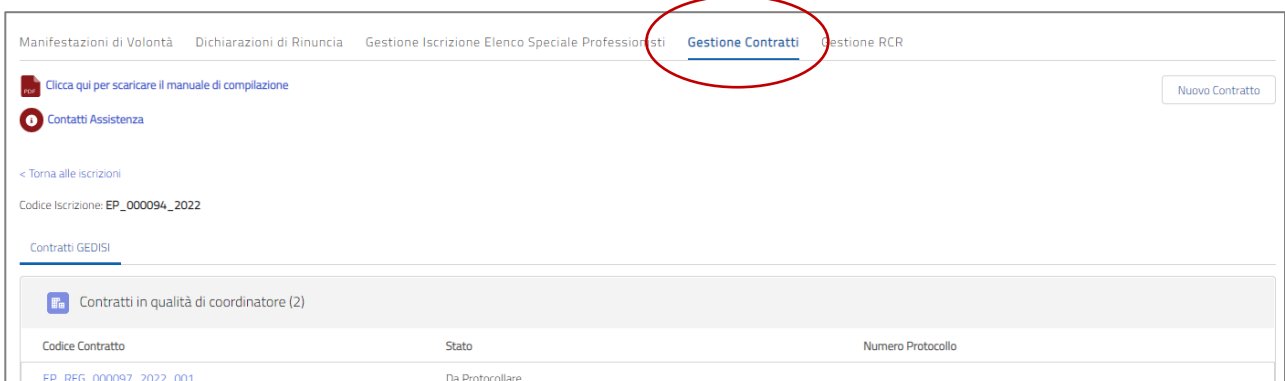 Manifestazioni di Volontà Dichiarazioni di Rinuncia Gestione Iscrizione Elenco Speciale Professionisti Gestione Contratti Gestione RCR
PDF Clicca qui per scaricare il manuale di compilazione
Nuovo Contratto
Contatti Assistenza
< Torna alle iscrizioni
Codice Iscrizione: EP_000094_2022
Contratti GEDISI
Contratti in qualità di coordinatore (2)
Codice Contratto Stato Numero Protocollo
EP_REG_000097_2022_001 Da Protocollare